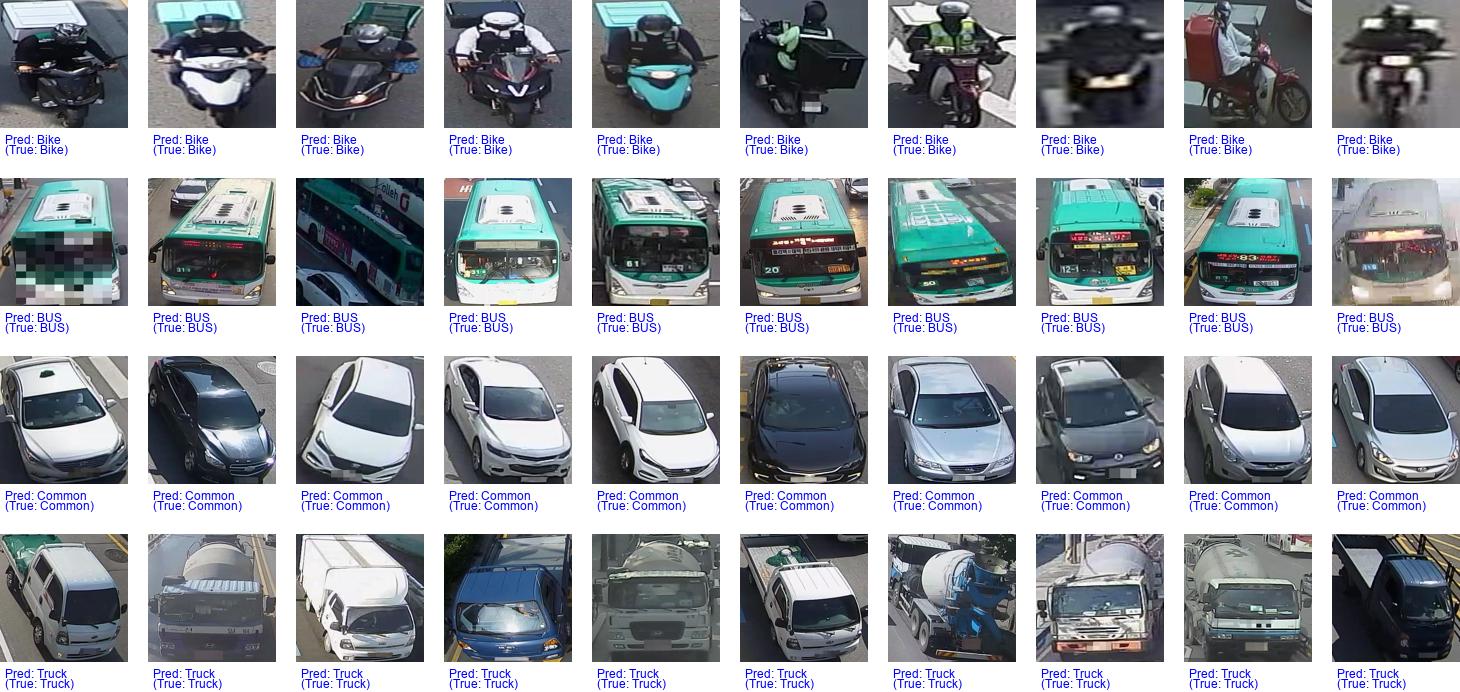 Pred: Bike
(True: Bike)
Pred: Bike
(True: Bike)
Pred: Bike
(True: Bike)
Pred: Bike
(True: Bike)
Pred: Bike
(True: Bike)
Pred: Bike
(True: Bike)
Pred: Bike
(True: Bike)
Pred: Bike
(True: Bike)
Pred: Bike
(True: Bike)
Pred: Bike
(True: Bike)
olleh
61
20
50
12-1
83
Pred: BUS
(True: BUS)
Pred: BUS
(True: BUS)
Pred: BUS
(True: BUS)
Pred: BUS
(True: BUS)
Pred: BUS
(True: BUS)
Pred: BUS
(True: BUS)
Pred: BUS
(True: BUS)
Pred: BUS
(True: BUS)
Pred: BUS
(True: BUS)
Pred: BUS
(True: BUS)
Pred: Common
(True: Common)
Pred: Common
(True: Common)
Pred: Common
(True: Common)
Pred: Common
(True: Common)
Pred: Common
(True: Common)
Pred: Common
(True: Common)
Pred: Common
(True: Common)
Pred: Common
(True: Common)
Pred: Common
(True: Common)
Pred: Common
(True: Common)
Pred: Truck
(True: Truck)
Pred: Truck
(True: Truck)
Pred: Truck
(True: Truck)
Pred: Truck
(True: Truck)
Pred: Truck
(True: Truck)
Pred: Truck
(True: Truck)
Pred: Truck
(True: Truck)
Pred: Truck
(True: Truck)
Pred: Truck
(True: Truck)
Pred: Truck
(True: Truck)